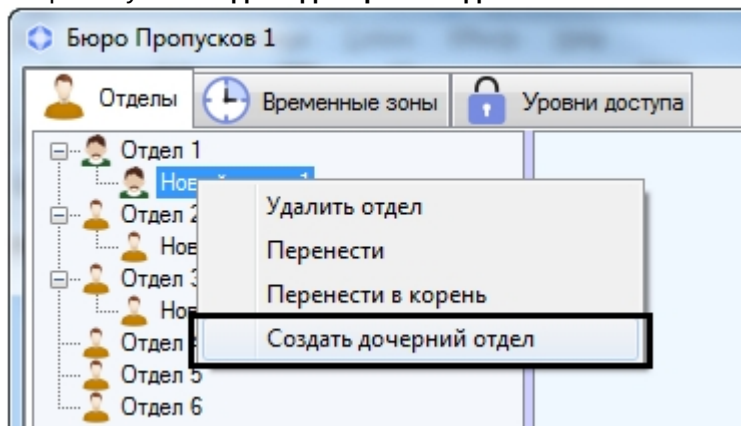 Бюро Пропусков 1
Отделы
Временные зоны
Уровни доступа
Отдел 1
Отдел 2
Отдел 3
Отдел
Отдел 5
Отдел 6
Удалить отдел
Перенести
Перенести в корень
Создать дочерний отдел